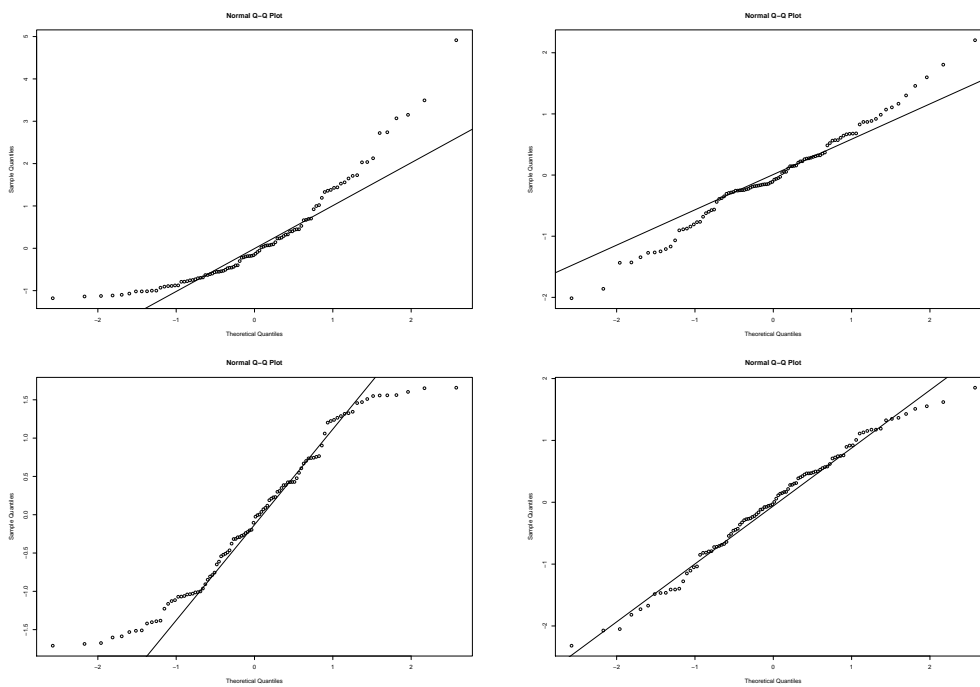 Normal Q−Q Plot
5
4
3
2
1
0
−1
Sample Quantiles
−2 −1 0 1 2
Theoretical Quantiles
Normal Q−Q Plot
2
1
0
−1
−2
Sample Quantiles
−2 −1 0 1 2
Theoretical Quantiles
Normal Q−Q Plot
1.5
1.0
0.5
0.0
−0.5
−1.0
−1.5
Sample Quantiles
−2 −1 0 1 2
Theoretical Quantiles
Normal Q−Q Plot
2
1
0
−1
−2
Sample Quantiles
−2 −1 0 1 2
Theoretical Quantiles